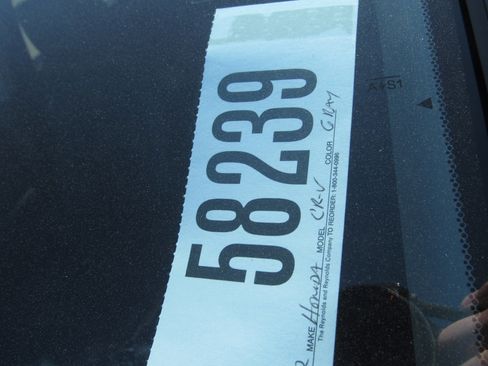 58239
MAKE Honda MODEL CR-V COLOR GRAY
The Reynolds and Reynolds Company TO REORDER: 1-800-344-0996
AS1